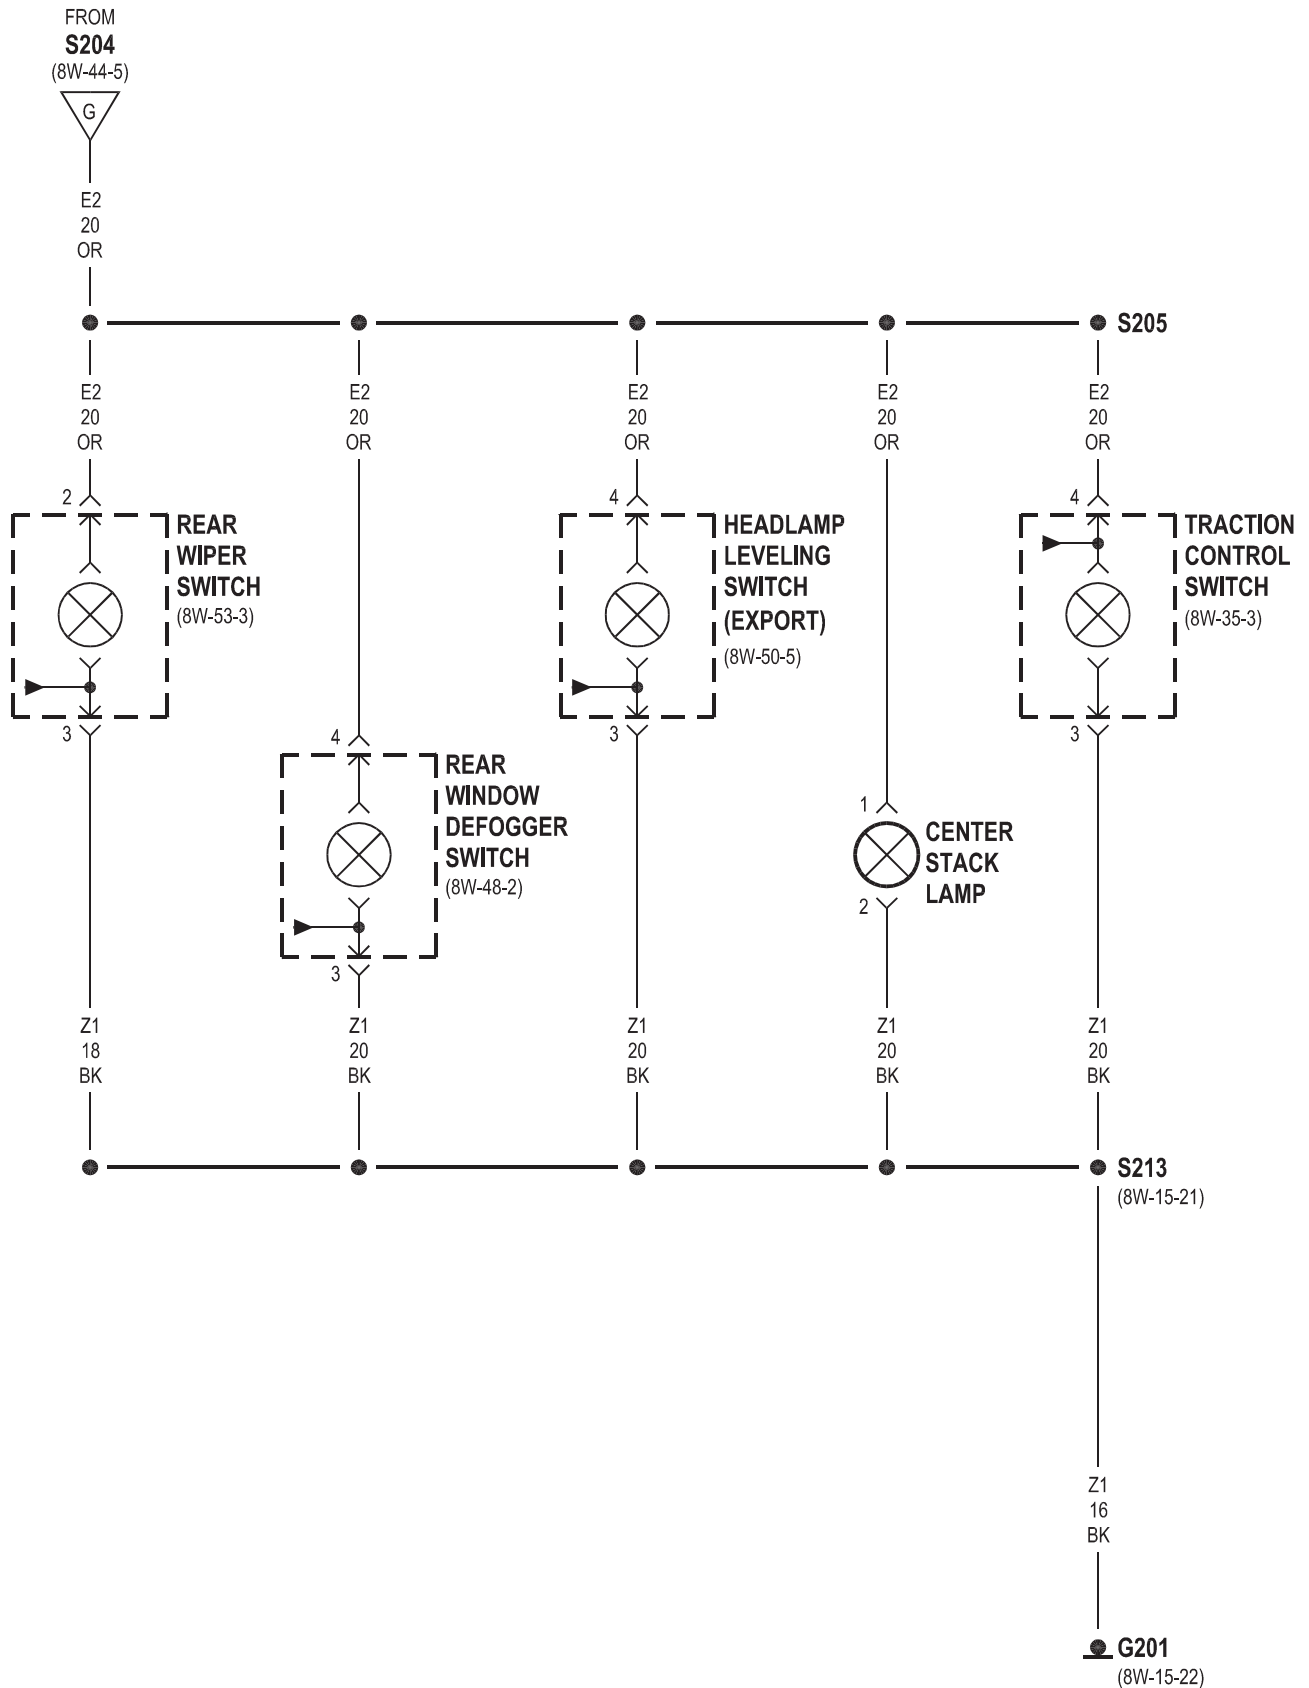 FROM
S204
(8W-44-5)
G
E2
20
OR
S205
E2
20
OR
E2
20
OR
E2
20
OR
E2
20
OR
E2
20
OR
2
REAR
WIPER
SWITCH
(8W-53-3)
3
4
REAR
WINDOW
DEFOGGER
SWITCH
(8W-48-2)
3
4
HEADLAMP
LEVELING
SWITCH
(EXPORT)
(8W-50-5)
3
1
CENTER
STACK
LAMP
2
4
TRACTION
CONTROL
SWITCH
(8W-35-3)
3
Z1
18
BK
Z1
20
BK
Z1
20
BK
Z1
20
BK
Z1
20
BK
S213
(8W-15-21)
Z1
16
BK
G201
(8W-15-22)